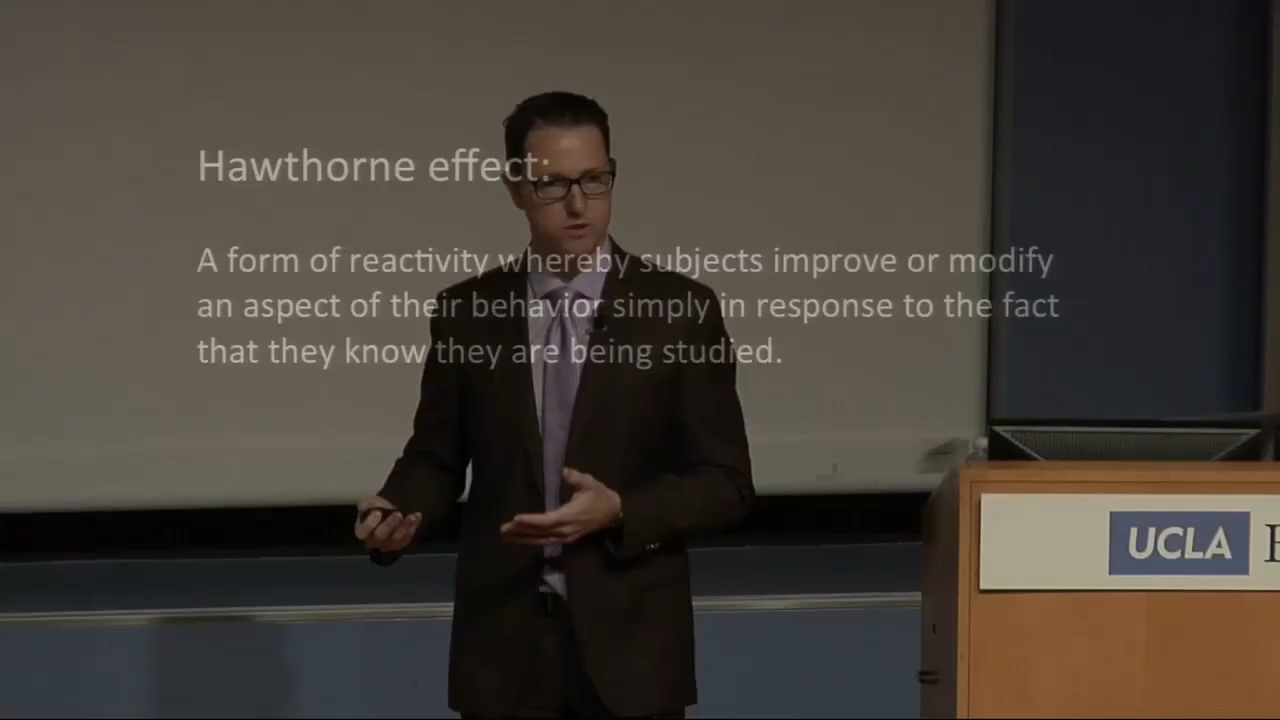 Hawthorne effect:
A form of reactivity whereby subjects improve or modify
an aspect of their behavior simply in response to the fact
that they know they are being studied.
UCLA